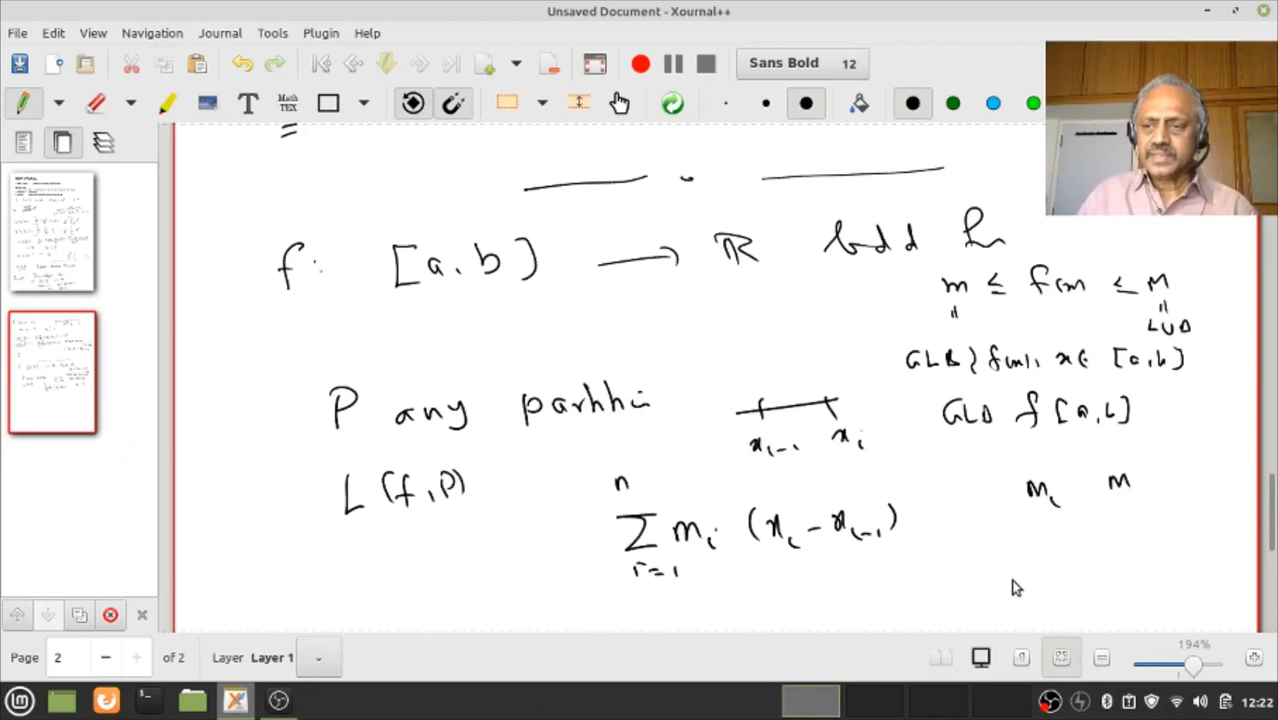 Unsaved Document - Xournal++
File Edit View Navigation Journal Tools Plugin Help
Sans Bold 12
=
f: [a, b] → ℝ bdd fn
m ≤ f(x) ≤ M
= =
LUB
GLB { f(x), x ∈ [a, b]
P any partition GLB f [a, b]
x_{i-1} x_i
L(f, P) m_i M
n
Σ m_i (x_i - x_{i-1})
i=1
Page 2 of 2 Layer Layer 1 194%
12:22